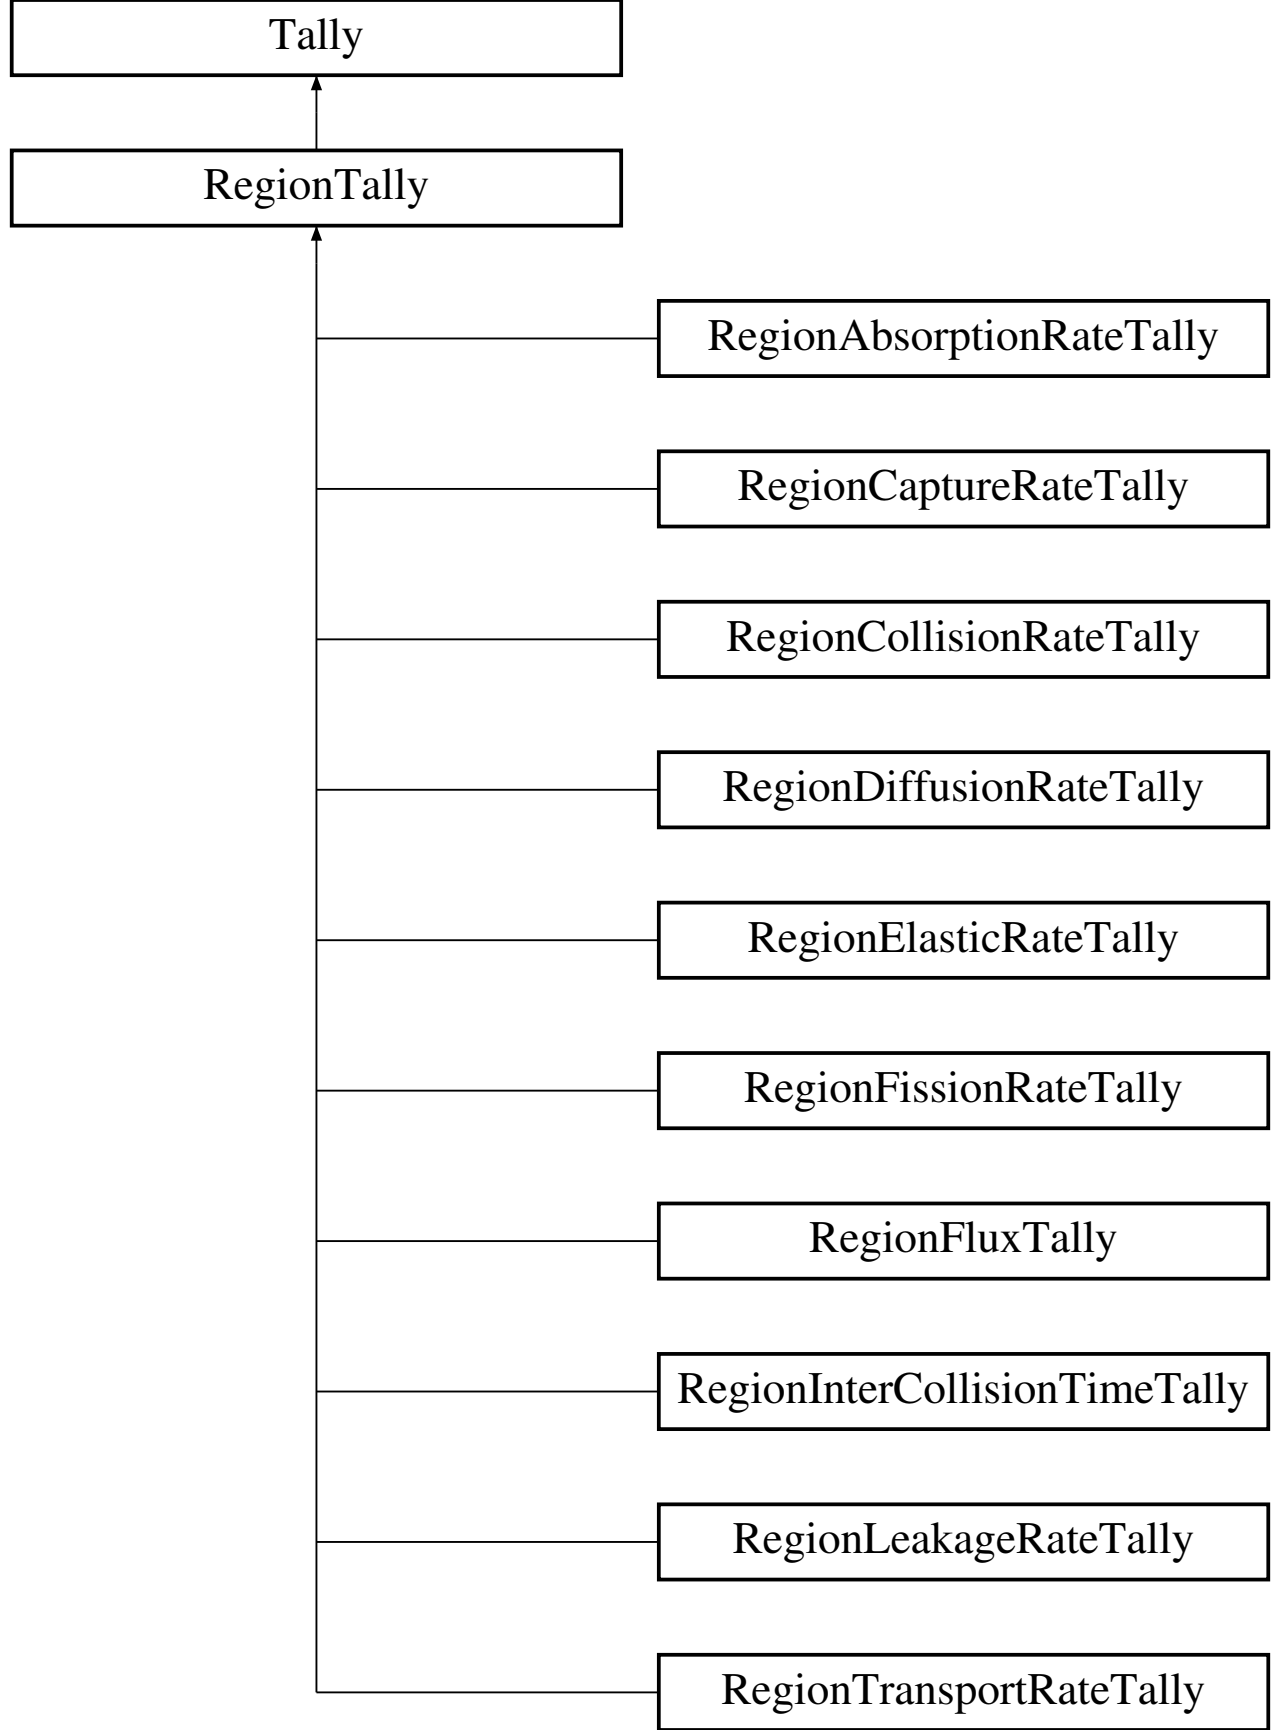 Tally
RegionTally
RegionAbsorptionRateTally
RegionCaptureRateTally
RegionCollisionRateTally
RegionDiffusionRateTally
RegionElasticRateTally
RegionFissionRateTally
RegionFluxTally
RegionInterCollisionTimeTally
RegionLeakageRateTally
RegionTransportRateTally